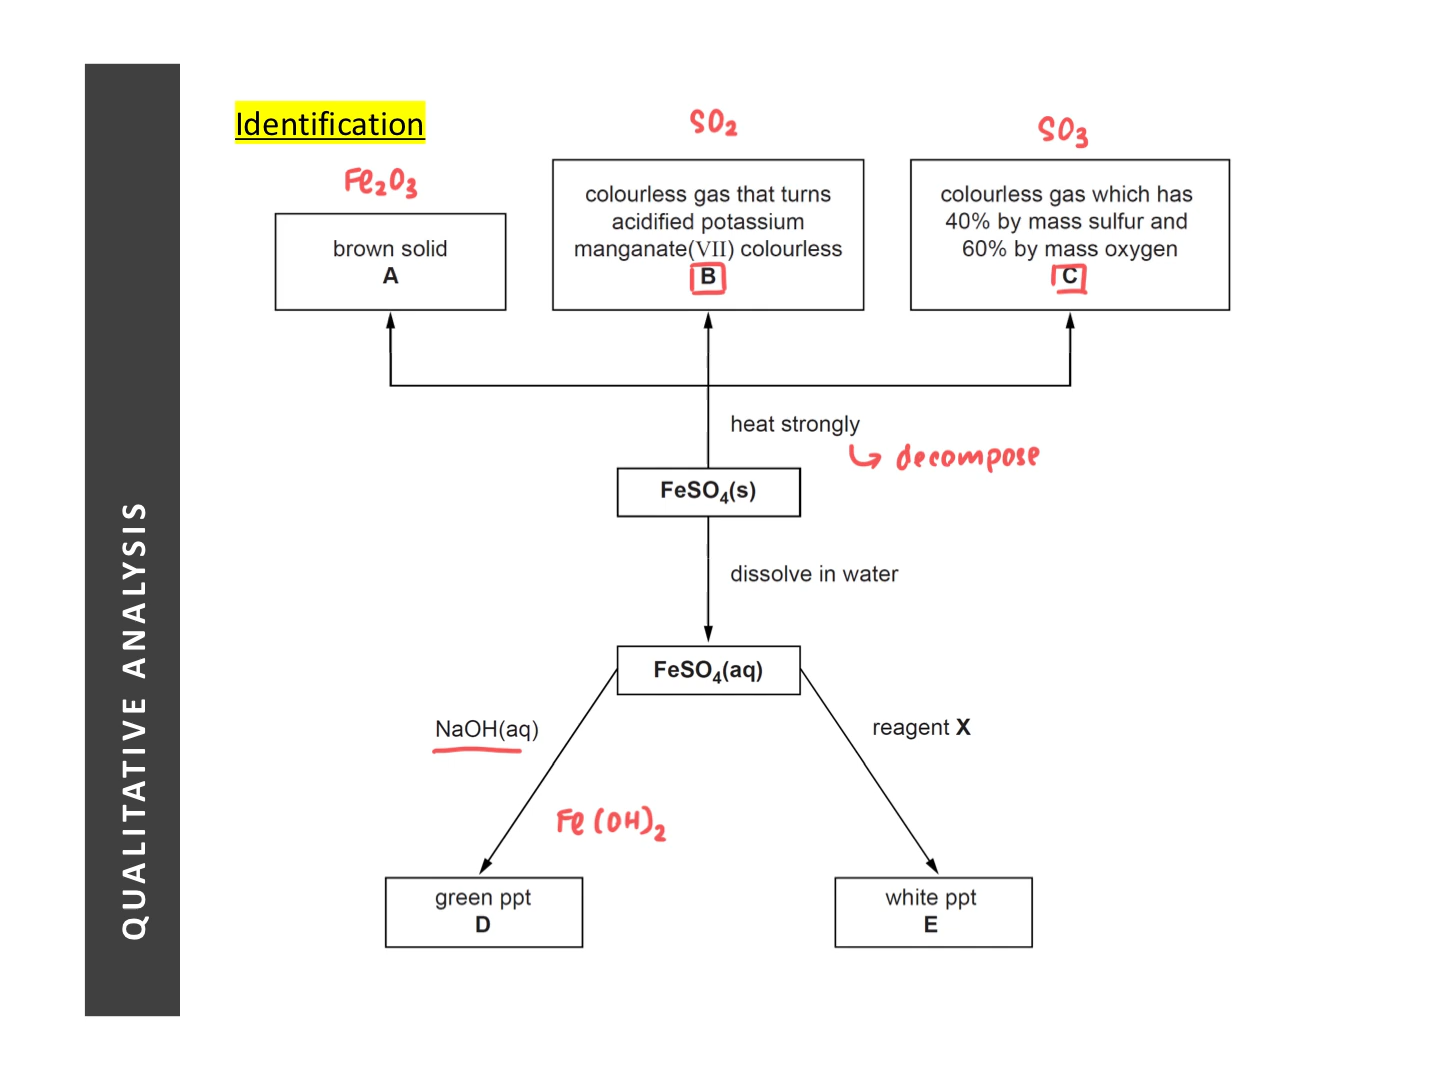 QUALITATIVE ANALYSIS
Identification
Fe₂O₃
SO₂
SO₃
brown solid
A
colourless gas that turns
acidified potassium
manganate(VII) colourless
B
colourless gas which has
40% by mass sulfur and
60% by mass oxygen
C
heat strongly
↳ decompose
FeSO₄(s)
dissolve in water
FeSO₄(aq)
NaOH(aq)
reagent X
Fe(OH)₂
green ppt
D
white ppt
E